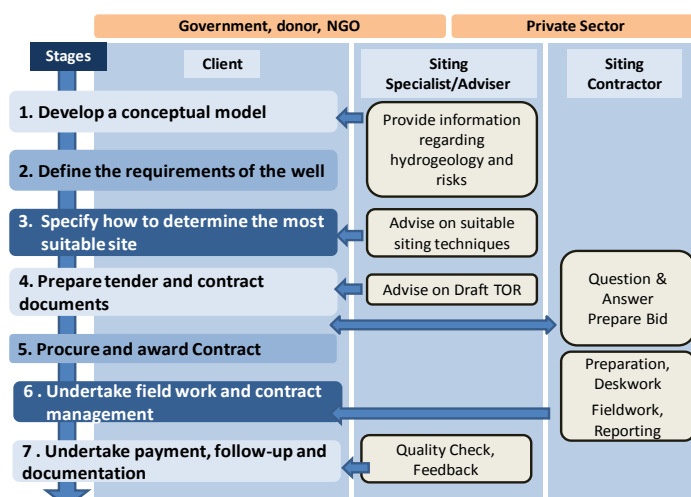 Government, donor, NGO
Private Sector
Stages
Client
Siting
Specialist/Adviser
Siting
Contractor
1. Develop a conceptual model
Provide information
regarding
hydrogeology and
risks
2. Define the requirements of the well
3. Specify how to determine the most
suitable site
Advise on suitable
siting techniques
4. Prepare tender and contract
documents
Advise on Draft TOR
Question &
Answer
Prepare Bid
5. Procure and award Contract
6 . Undertake field work and contract
management
Preparation,
Deskwork
Fieldwork,
Reporting
7 . Undertake payment, follow-up and
documentation
Quality Check,
Feedback